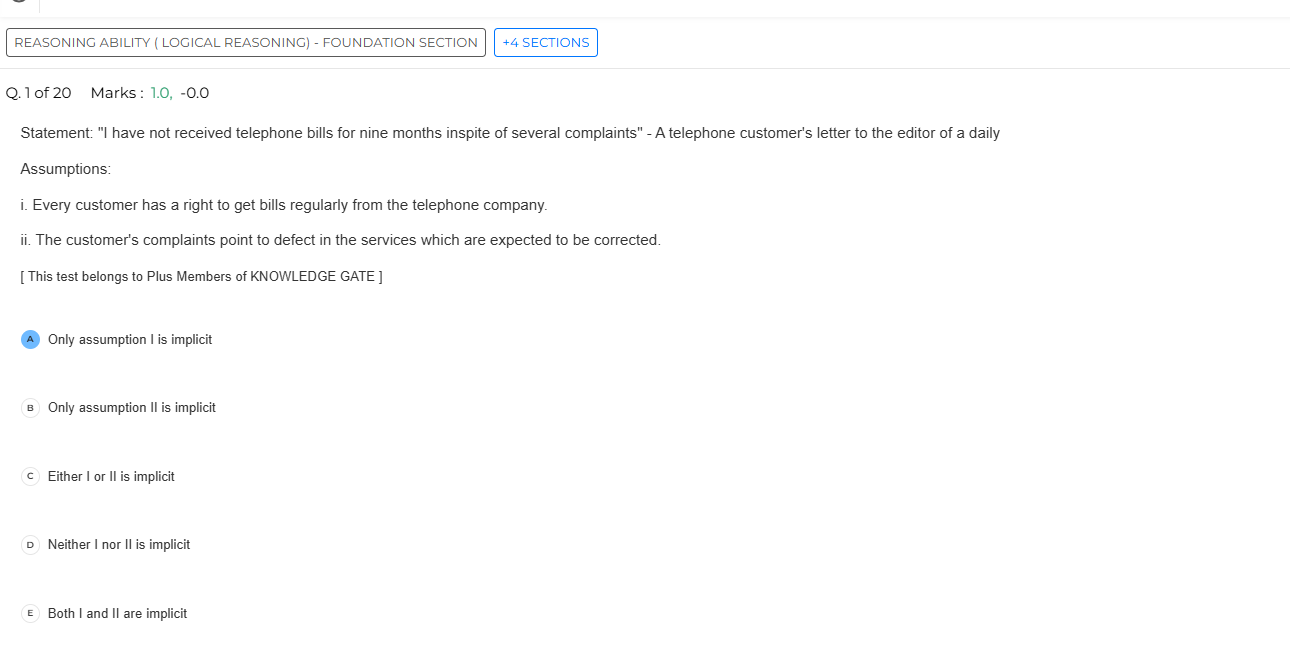 REASONING ABILITY ( LOGICAL REASONING) - FOUNDATION SECTION +4 SECTIONS
Q. 1 of 20 Marks : 1.0, -0.0
Statement: "I have not received telephone bills for nine months inspite of several complaints" - A telephone customer's letter to the editor of a daily
Assumptions:
i. Every customer has a right to get bills regularly from the telephone company.
ii. The customer's complaints point to defect in the services which are expected to be corrected.
[ This test belongs to Plus Members of KNOWLEDGE GATE ]
A Only assumption I is implicit
B Only assumption II is implicit
C Either I or II is implicit
D Neither I nor II is implicit
E Both I and II are implicit